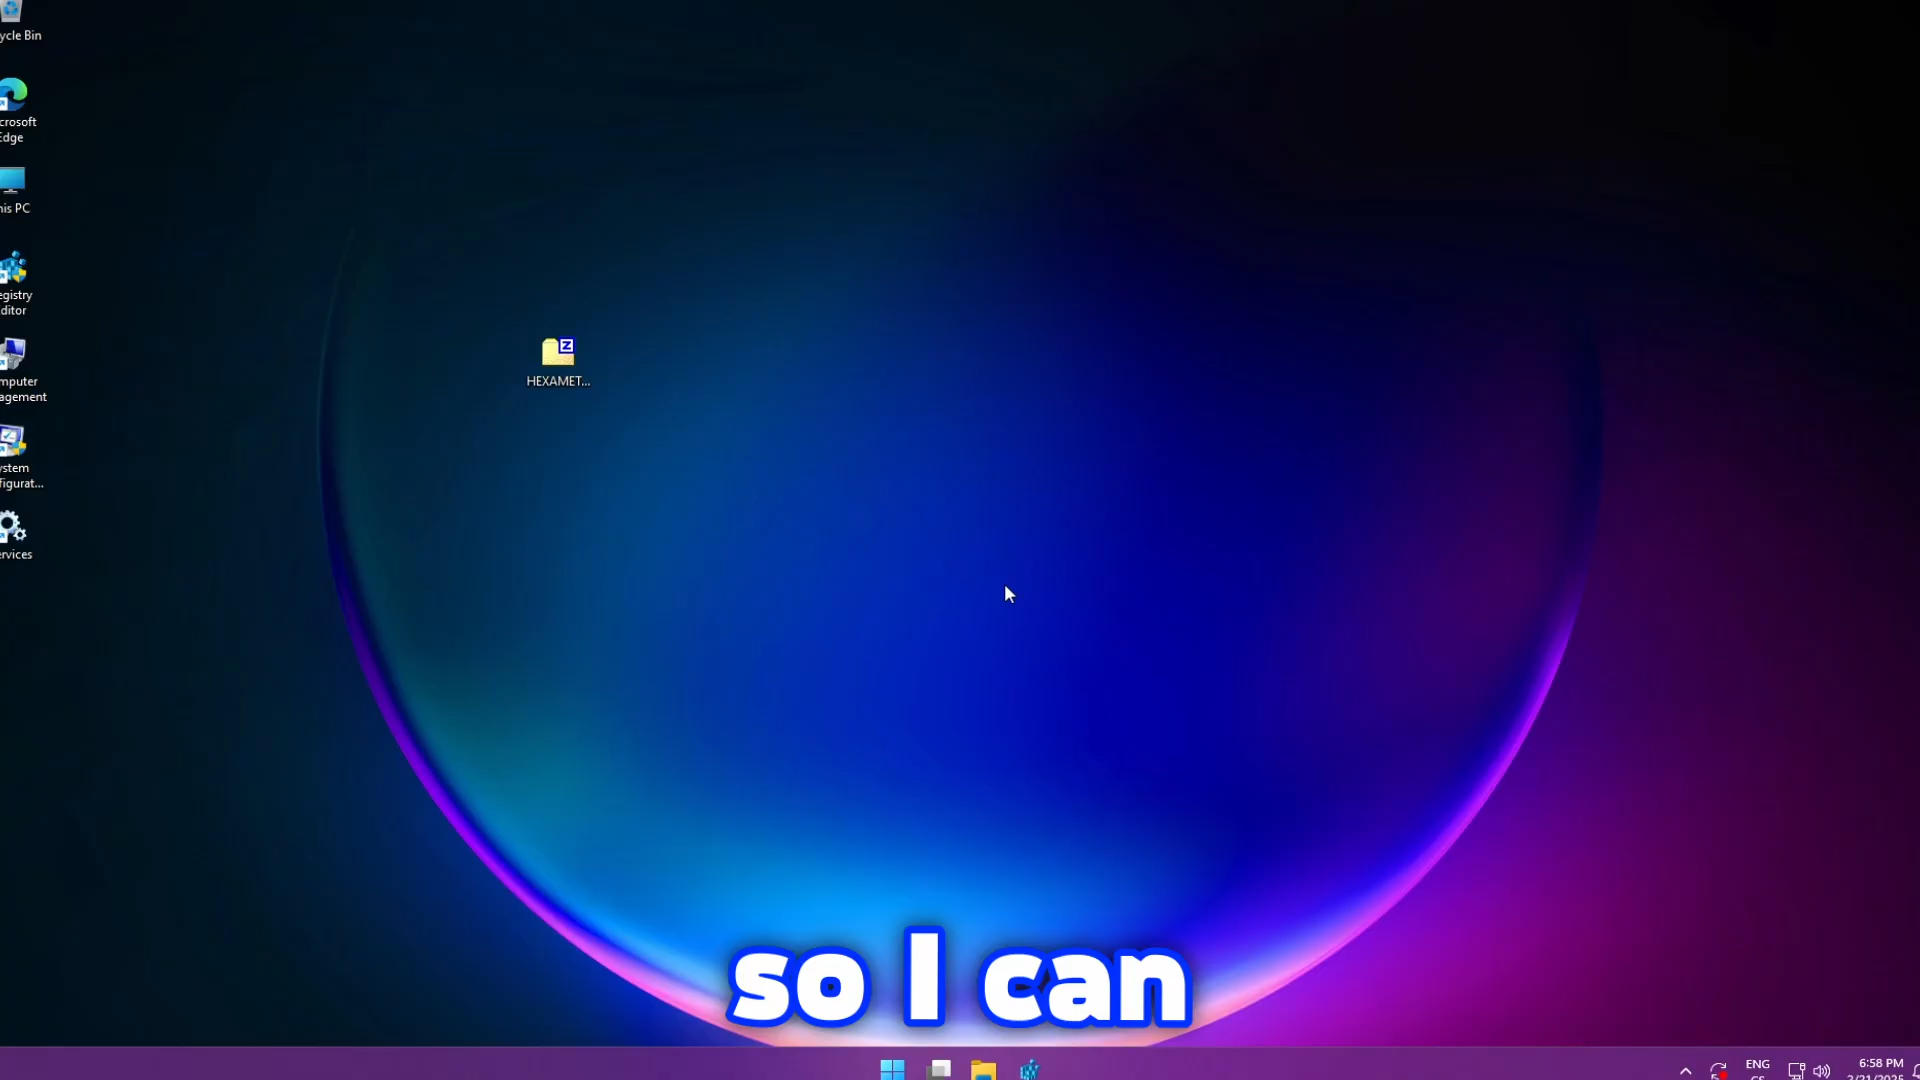 ycle Bin
crosoft
Edge
his PC
egistry
ditor
mputer
agement
ystem
figurat...
ervices
HEXAMET...
so I can
ENG
6:58 PM